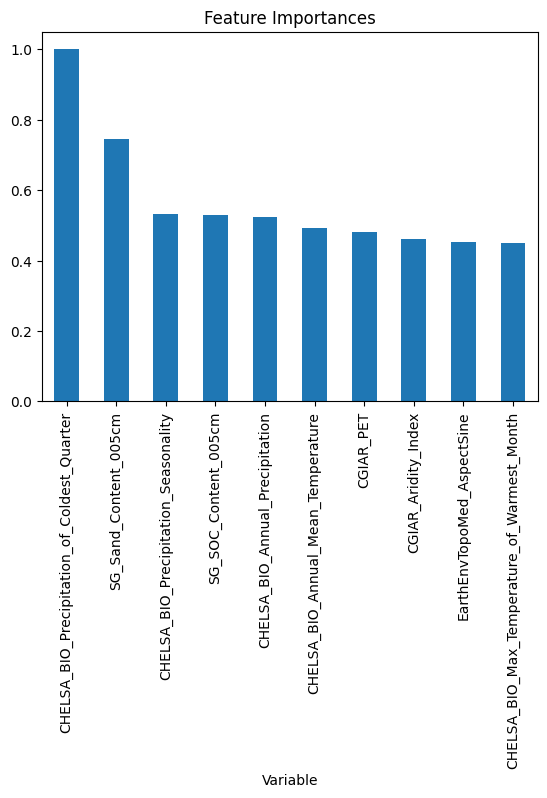 Feature Importances
1.0
0.8
0.6
0.4
0.2
0.0
CHELSA_BIO_Precipitation_of_Coldest_Quarter
SG_Sand_Content_005cm
CHELSA_BIO_Precipitation_Seasonality
SG_SOC_Content_005cm
CHELSA_BIO_Annual_Precipitation
CHELSA_BIO_Annual_Mean_Temperature
CGIAR_PET
CGIAR_Aridity_Index
EarthEnvTopoMed_AspectSine
CHELSA_BIO_Max_Temperature_of_Warmest_Month
Variable